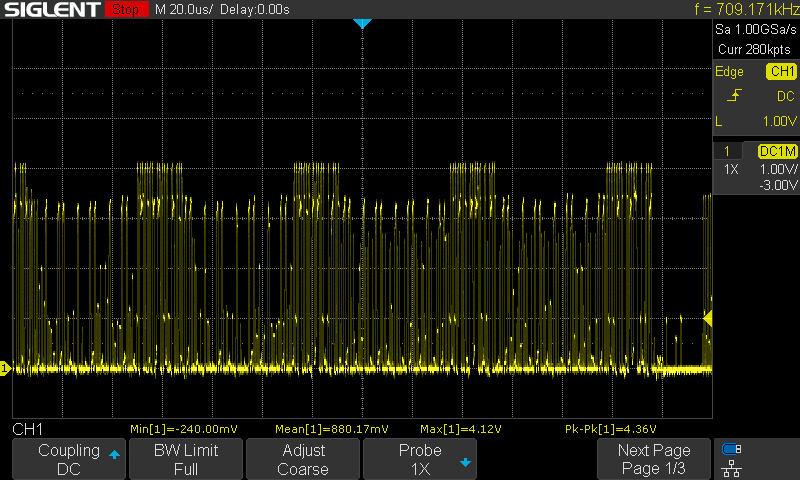 SIGLENT Stop M 20.0us/ Delay:0.00s f = 709.171kHz
Sa 1.00GSa/s
Curr 280kpts
Edge CH1
DC
L 1.00V
1 DC1M
1X 1.00V/
-3.00V
1
CH1 Min[1]=-240.00mV Mean[1]=880.17mV Max[1]=4.12V Pk-Pk[1]=4.36V
Coupling BW Limit Adjust Probe Next Page
DC Full Coarse 1X Page 1/3